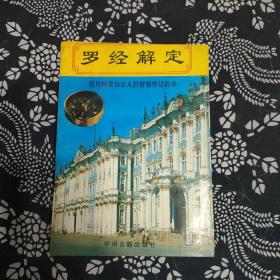 罗经解定
现代科学为古人的智慧作证的书
中州古籍出版社